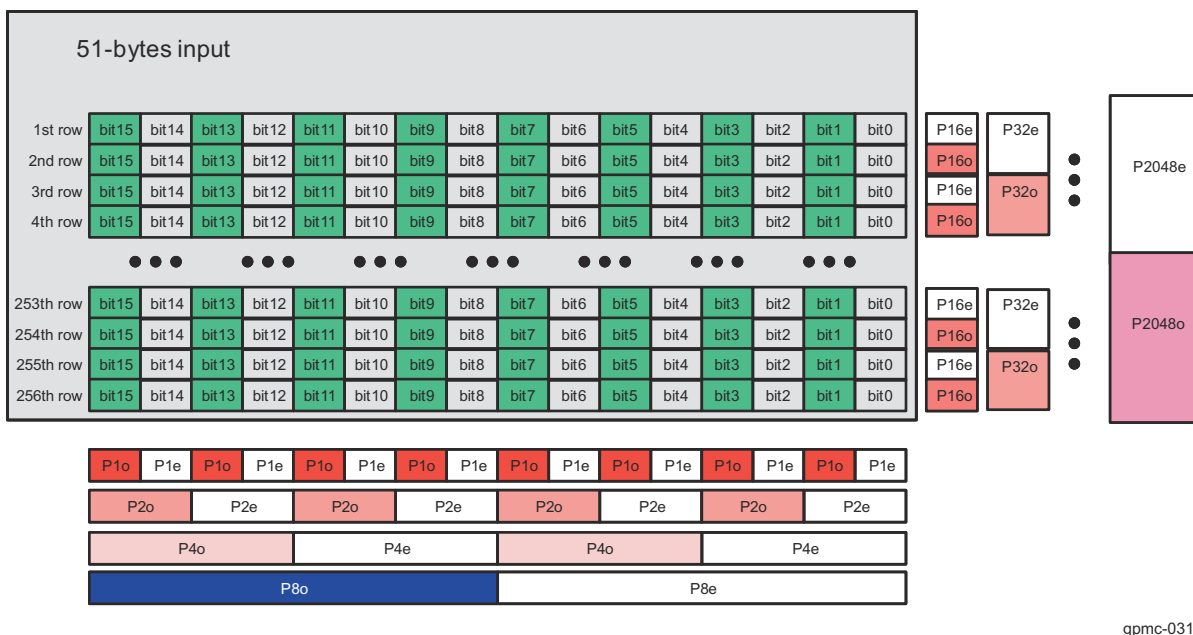 51-bytes input
1st row bit15 bit14 bit13 bit12 bit11 bit10 bit9 bit8 bit7 bit6 bit5 bit4 bit3 bit2 bit1 bit0 P16e P32e
2nd row bit15 bit14 bit13 bit12 bit11 bit10 bit9 bit8 bit7 bit6 bit5 bit4 bit3 bit2 bit1 bit0 P16o P2048e
3rd row bit15 bit14 bit13 bit12 bit11 bit10 bit9 bit8 bit7 bit6 bit5 bit4 bit3 bit2 bit1 bit0 P16e P32o
4th row bit15 bit14 bit13 bit12 bit11 bit10 bit9 bit8 bit7 bit6 bit5 bit4 bit3 bit2 bit1 bit0 P16o
253th row bit15 bit14 bit13 bit12 bit11 bit10 bit9 bit8 bit7 bit6 bit5 bit4 bit3 bit2 bit1 bit0 P16e P32e
254th row bit15 bit14 bit13 bit12 bit11 bit10 bit9 bit8 bit7 bit6 bit5 bit4 bit3 bit2 bit1 bit0 P16o P2048o
255th row bit15 bit14 bit13 bit12 bit11 bit10 bit9 bit8 bit7 bit6 bit5 bit4 bit3 bit2 bit1 bit0 P16e P32o
256th row bit15 bit14 bit13 bit12 bit11 bit10 bit9 bit8 bit7 bit6 bit5 bit4 bit3 bit2 bit1 bit0 P16o
P1o P1e P1o P1e P1o P1e P1o P1e P1o P1e P1o P1e P1o P1e P1o P1e
P2o P2e P2o P2e P2o P2e P2o P2e
P4o P4e P4o P4e
P8o P8e
gpmc-031